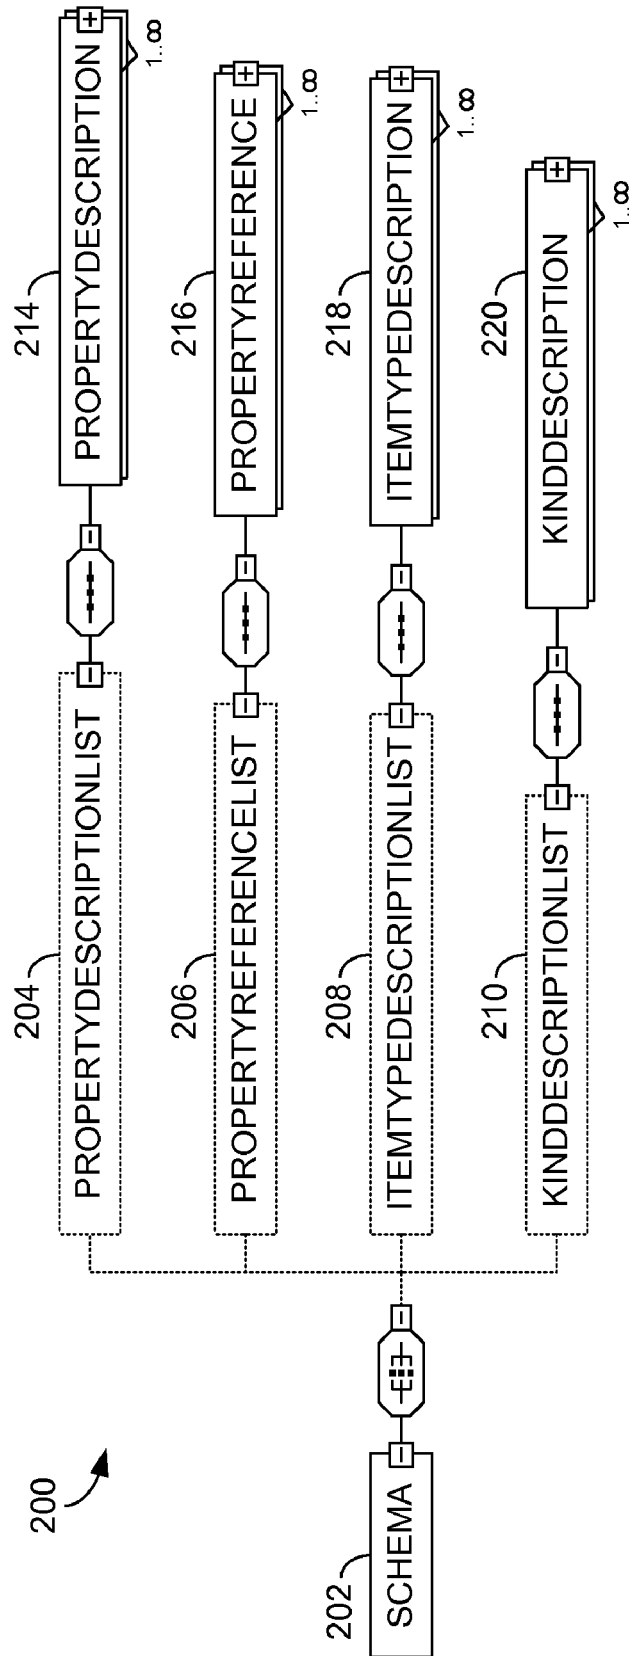 200
202
SCHEMA
204
PROPERTYDESCRIPTIONLIST
214
PROPERTYDESCRIPTION
1..∞
206
PROPERTYREFERENCELIST
216
PROPERTYREFERENCE
1..∞
208
ITEMTYPEDESCRIPTIONLIST
218
ITEMTYPEDESCRIPTION
1..∞
210
KINDDESCRIPTIONLIST
220
KINDDESCRIPTION
1..∞